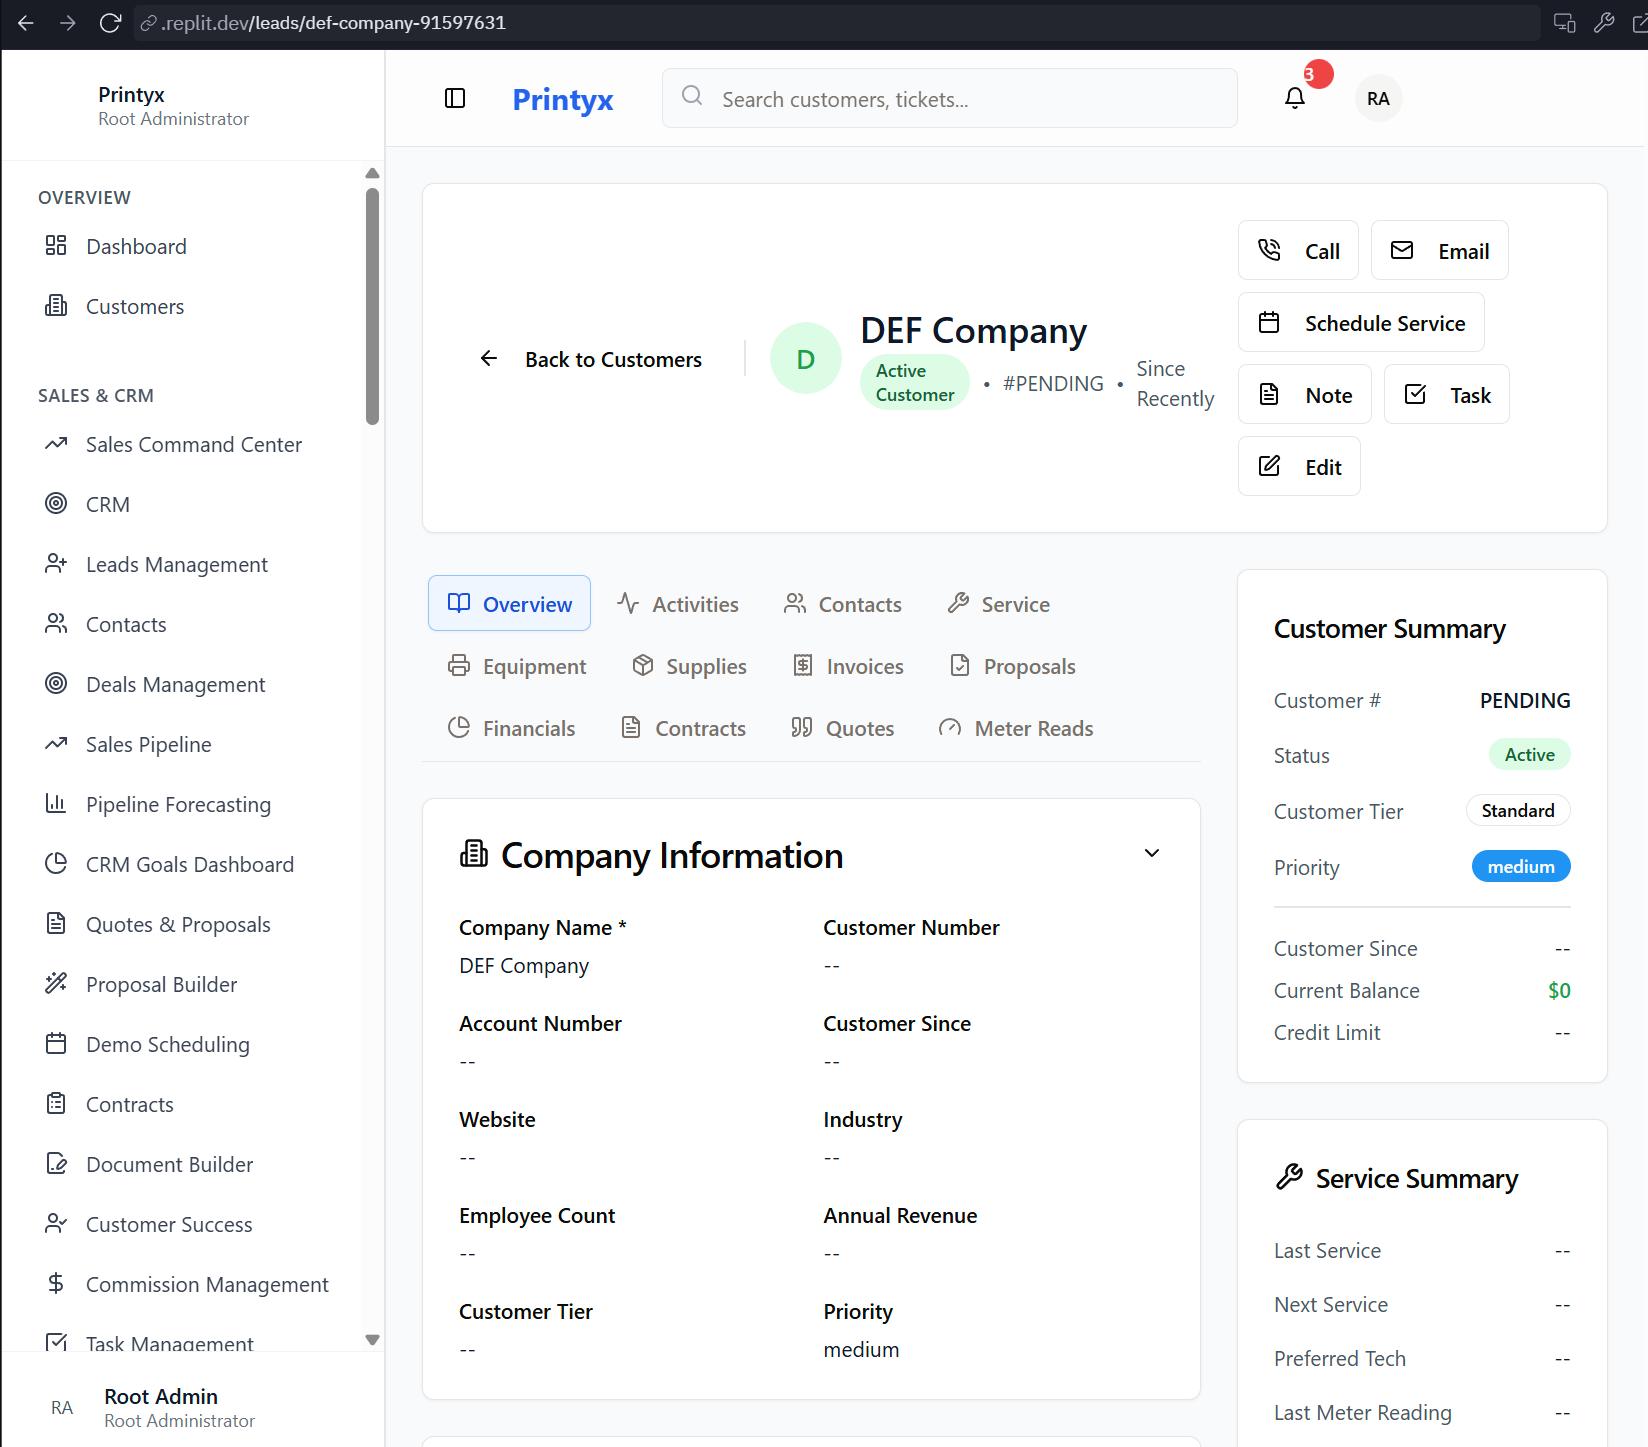 .replit.dev/leads/def-company-91597631
Printyx
Root Administrator
OVERVIEW
Dashboard
Customers
SALES & CRM
Sales Command Center
CRM
Leads Management
Contacts
Deals Management
Sales Pipeline
Pipeline Forecasting
CRM Goals Dashboard
Quotes & Proposals
Proposal Builder
Demo Scheduling
Contracts
Document Builder
Customer Success
Commission Management
Task Management
RA
Root Admin
Root Administrator
Printyx
Search customers, tickets...
3
RA
Back to Customers
D
DEF Company
Active
Customer
• #PENDING •
Since
Recently
Call
Email
Schedule Service
Note
Task
Edit
Overview
Activities
Contacts
Service
Equipment
Supplies
Invoices
Proposals
Financials
Contracts
Quotes
Meter Reads
Company Information
Company Name *
DEF Company
Customer Number
--
Account Number
--
Customer Since
--
Website
--
Industry
--
Employee Count
--
Annual Revenue
--
Customer Tier
--
Priority
medium
Customer Summary
Customer # PENDING
Status Active
Customer Tier Standard
Priority medium
Customer Since --
Current Balance $0
Credit Limit --
Service Summary
Last Service --
Next Service --
Preferred Tech --
Last Meter Reading --